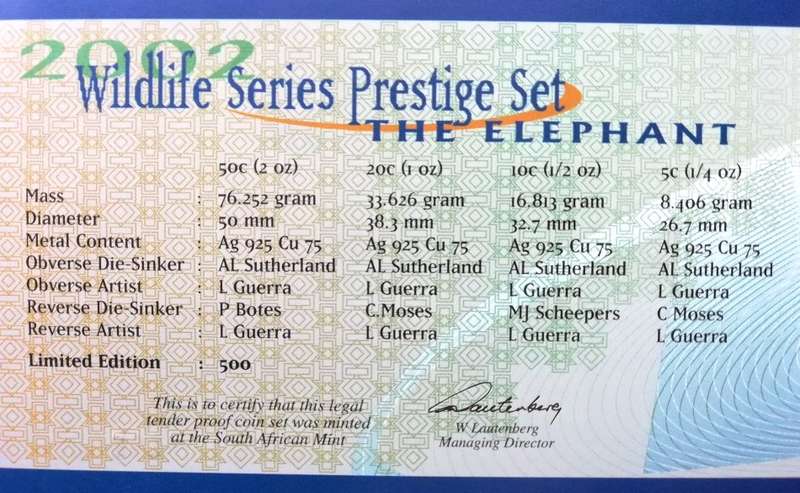 2002
Wildlife Series Prestige Set
THE ELEPHANT
50c (2 oz) 20c (1 oz) 10c (1/2 oz) 5c (1/4 oz)
Mass : 76.252 gram 33.626 gram 16.813 gram 8.406 gram
Diameter : 50 mm 38.3 mm 32.7 mm 26.7 mm
Metal Content : Ag 925 Cu 75 Ag 925 Cu 75 Ag 925 Cu 75 Ag 925 Cu 75
Obverse Die-Sinker : AL Sutherland AL Sutherland AL Sutherland AL Sutherland
Obverse Artist : L Guerra L Guerra L Guerra L Guerra
Reverse Die-Sinker : P Botes C.Moses MJ Scheepers C Moses
Reverse Artist : L Guerra L Guerra L Guerra L Guerra
Limited Edition : 500
This is to certify that this legal
tender proof coin set was minted
at the South African Mint
W Lautenberg
W Lautenberg
Managing Director